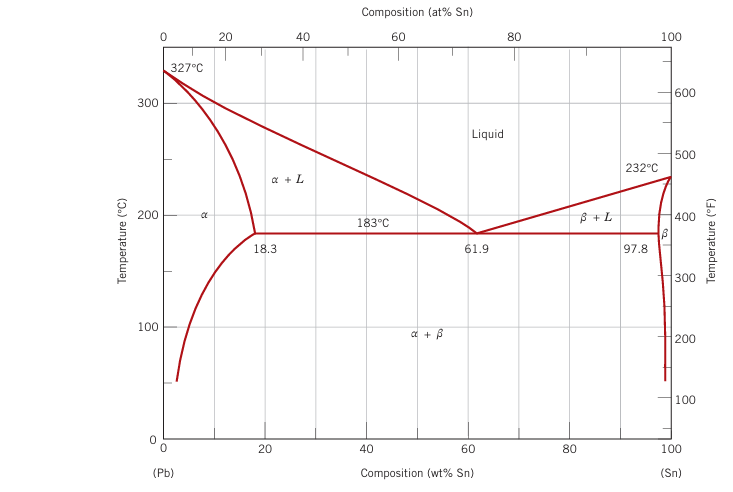 Composition (at% Sn)
0 20 40 60 80 100
327°C
600
300
Liquid
500
232°C
α + L
Temperature (°C)
Temperature (°F)
α
200
183°C
β + L
400
β
18.3 61.9 97.8
300
α + β
100
200
100
0
0 20 40 60 80 100
(Pb) Composition (wt% Sn) (Sn)